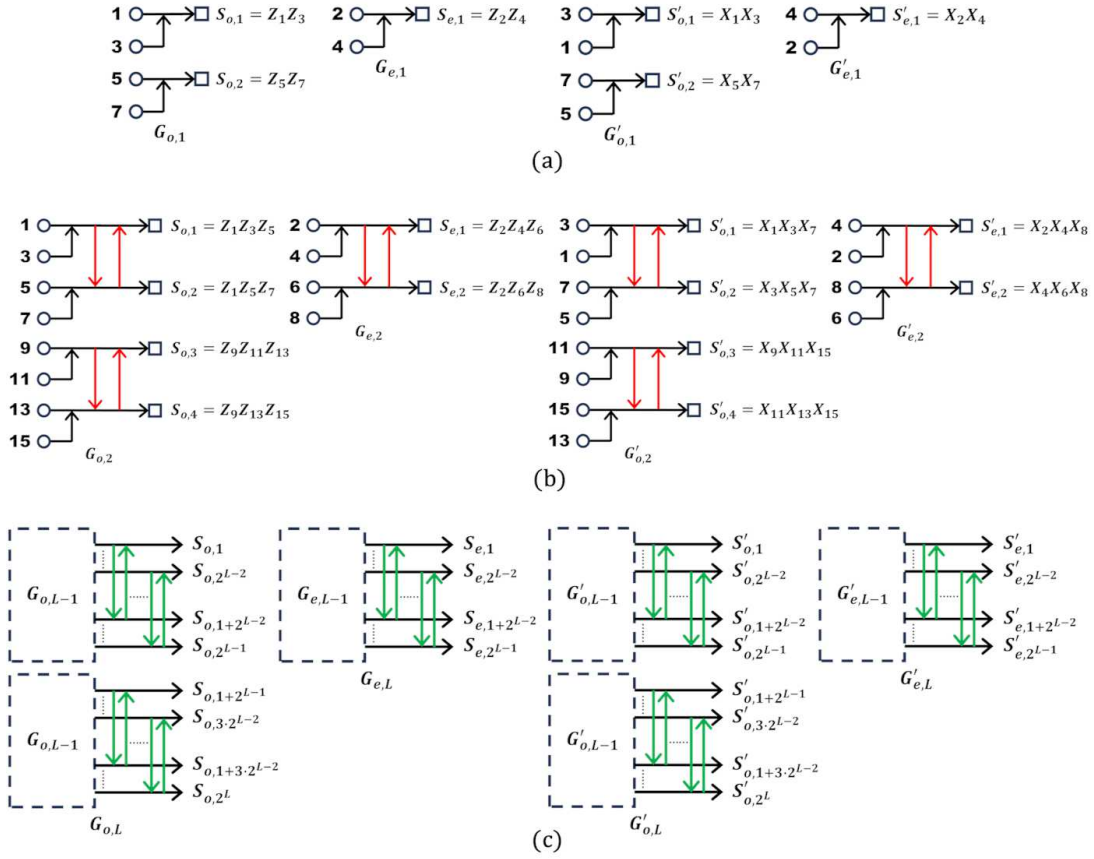 1 S_{o,1} = Z_1Z_3 2 S_{e,1} = Z_2Z_4 3 S'_{o,1} = X_1X_3 4 S'_{e,1} = X_2X_4
3 4 1 2
G_{e,1} G'_{e,1}
5 S_{o,2} = Z_5Z_7 7 S'_{o,2} = X_5X_7
7 5
G_{o,1} G'_{o,1}
(a)
1 S_{o,1} = Z_1Z_3Z_5 2 S_{e,1} = Z_2Z_4Z_6 3 S'_{o,1} = X_1X_3X_7 4 S'_{e,1} = X_2X_4X_8
3 4 1 2
5 S_{o,2} = Z_1Z_5Z_7 6 S_{e,2} = Z_2Z_6Z_8 7 S'_{o,2} = X_3X_5X_7 8 S'_{e,2} = X_4X_6X_8
7 8 5 6
G_{e,2} G'_{e,2}
9 S_{o,3} = Z_9Z_{11}Z_{13} 11 S'_{o,3} = X_9X_{11}X_{15}
11 9
13 S_{o,4} = Z_9Z_{13}Z_{15} 15 S'_{o,4} = X_{11}X_{13}X_{15}
15 13
G_{o,2} G'_{o,2}
(b)
S_{o,1} S_{e,1} S'_{o,1} S'_{e,1}
S_{o,2^{L-2}} S_{e,2^{L-2}} S'_{o,2^{L-2}} S'_{e,2^{L-2}}
G_{o,L-1} G_{e,L-1} G'_{o,L-1} G'_{e,L-1}
S_{o,1+2^{L-2}} S_{e,1+2^{L-2}} S'_{o,1+2^{L-2}} S'_{e,1+2^{L-2}}
S_{o,2^{L-1}} S_{e,2^{L-1}} S'_{o,2^{L-1}} S'_{e,2^{L-1}}
G_{e,L} G'_{e,L}
S_{o,1+2^{L-1}} S'_{o,1+2^{L-1}}
S_{o,3·2^{L-2}} S'_{o,3·2^{L-2}}
G_{o,L-1} G'_{o,L-1}
S_{o,1+3·2^{L-2}} S'_{o,1+3·2^{L-2}}
S_{o,2^L} S'_{o,2^L}
G_{o,L} G'_{o,L}
(c)